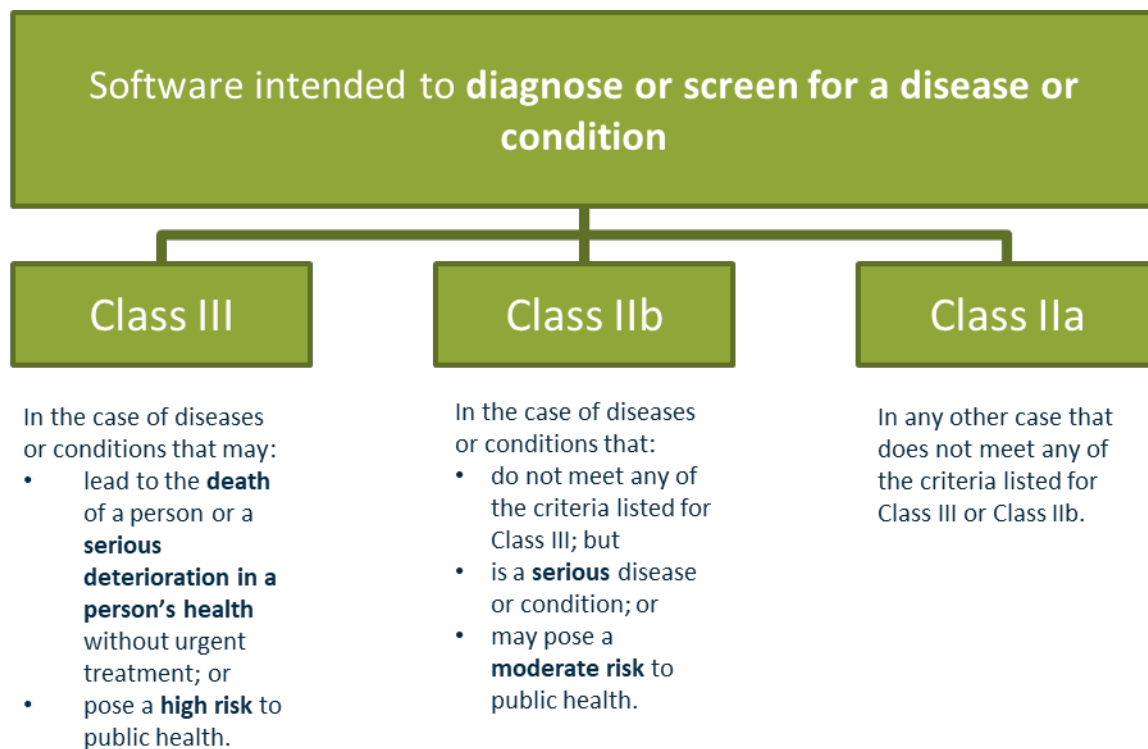 Software intended to diagnose or screen for a disease or
condition
Class III
In the case of diseases
or conditions that may:
• lead to the death
of a person or a
serious
deterioration in a
person's health
without urgent
treatment; or
• pose a high risk to
public health.
Class IIb
In the case of diseases
or conditions that:
• do not meet any of
the criteria listed for
Class III; but
• is a serious disease
or condition; or
• may pose a
moderate risk to
public health.
Class IIa
In any other case that
does not meet any of
the criteria listed for
Class III or Class IIb.